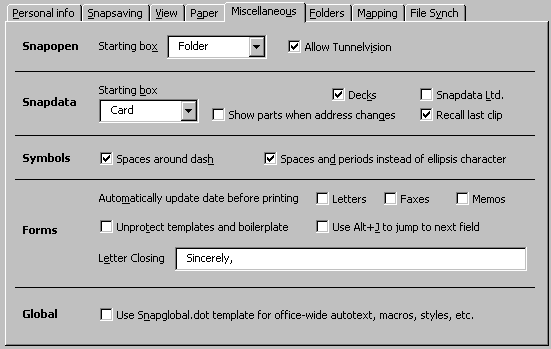 Personal info Snapsaving View Paper Miscellaneous Folders Mapping File Synch
Snapopen Starting box Folder Allow Tunnelvision
Starting box
Decks Snapdata Ltd.
Snapdata Card Show parts when address changes Recall last clip
Symbols Spaces around dash Spaces and periods instead of ellipsis character
Automatically update date before printing Letters Faxes Memos
Forms Unprotect templates and boilerplate Use Alt+J to jump to next field
Letter Closing Sincerely,
Global Use Snapglobal.dot template for office-wide autotext, macros, styles, etc.